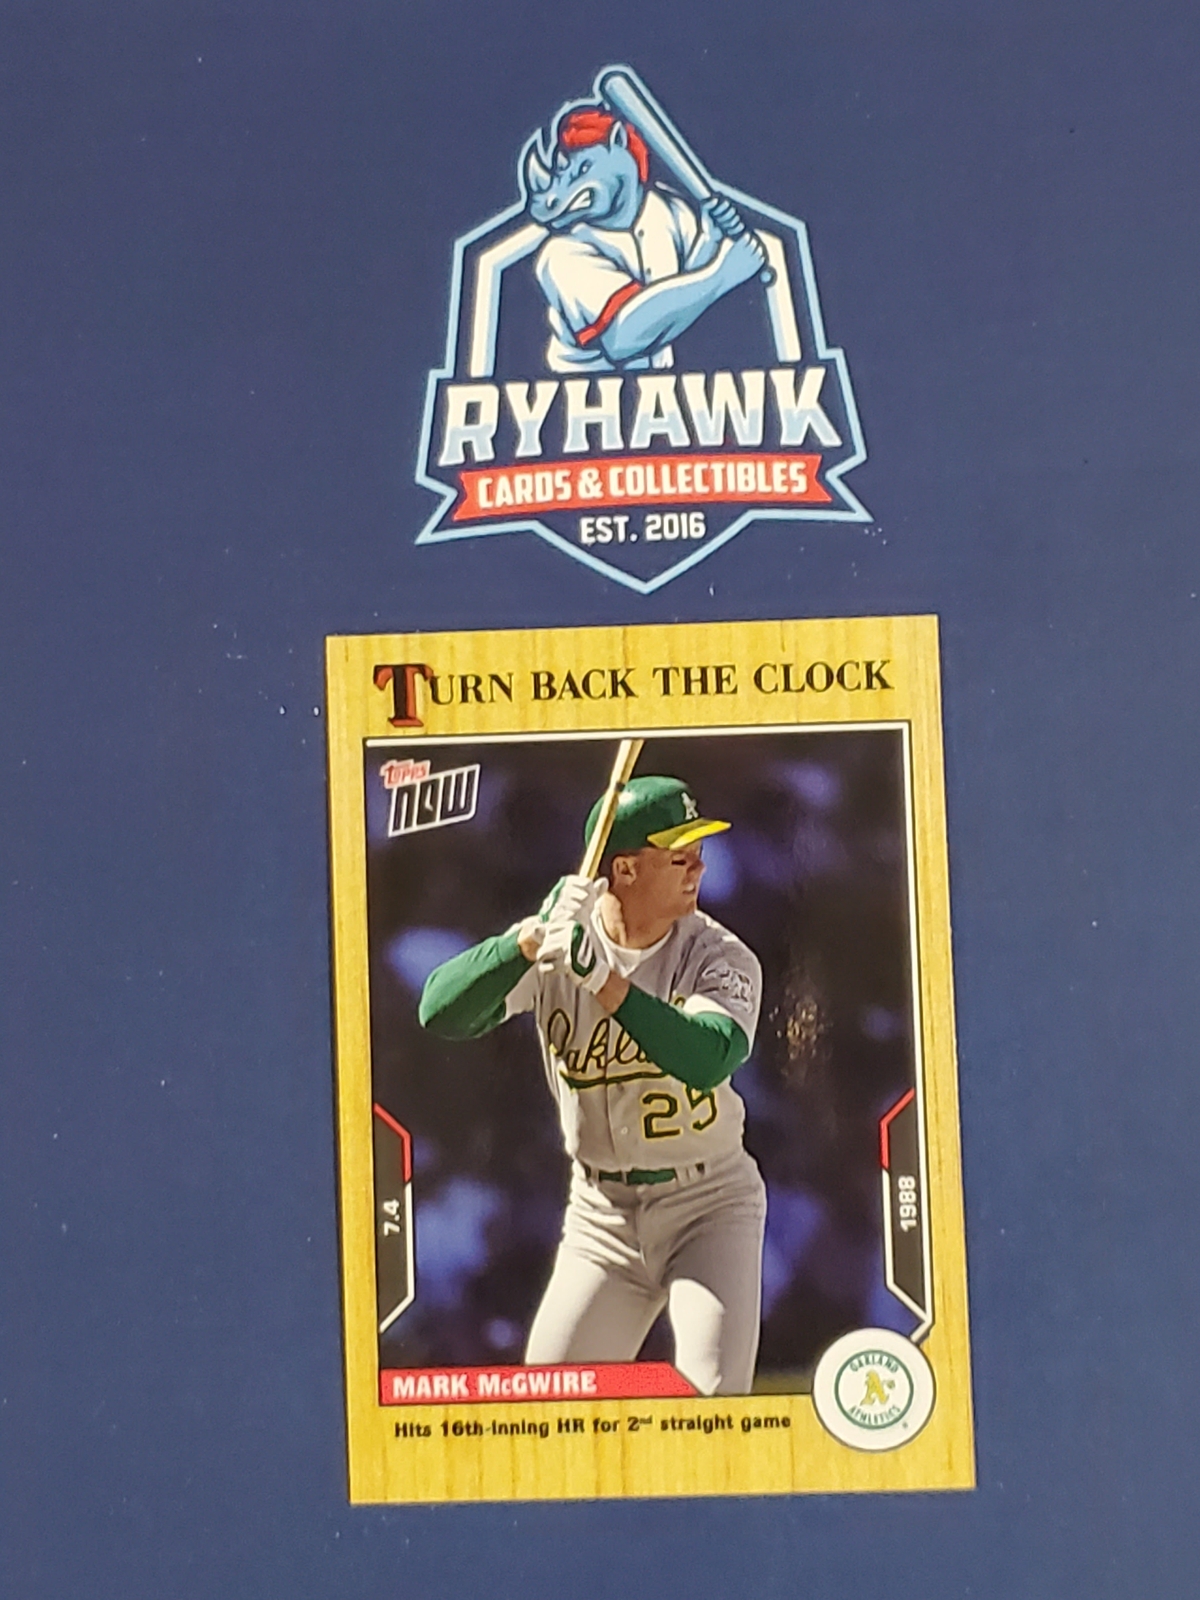 RYHAWK
CARDS & COLLECTIBLES
EST. 2016
TURN BACK THE CLOCK
TOPPS
NOW
A's
Oakla
25
7.4
1988
OAKLAND
A's
ATHLETICS
MARK McGWIRE
Hits 16th-inning HR for 2nd straight game